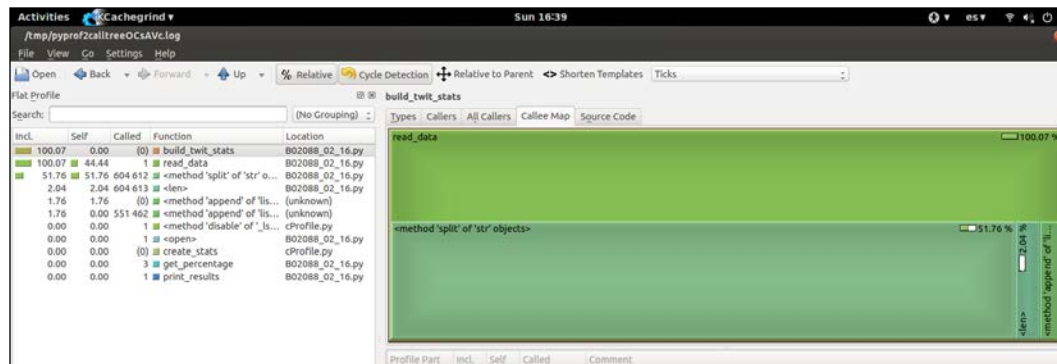 Activities KCachegrind ▾ Sun 16:39 es ▾
/tmp/pyprof2calltreeOCsAVc.log
File View Go Settings Help
Open Back Forward Up % Relative Cycle Detection Relative to Parent <> Shorten Templates Ticks
Flat Profile
Search: (No Grouping)
Incl. Self Called Function Location
100.07 0.00 (0) build_twit_stats B02088_02_16.py
100.07 44.44 1 read_data B02088_02_16.py
51.76 51.76 604 612 <method 'split' of 'str' o... B02088_02_16.py
2.04 2.04 604 613 <len> B02088_02_16.py
1.76 1.76 (0) <method 'append' of 'lis... (unknown)
1.76 0.00 551 462 <method 'append' of 'lis... (unknown)
0.00 0.00 1 <method 'disable' of '_ls... cProfile.py
0.00 0.00 1 <open> B02088_02_16.py
0.00 0.00 (0) create_stats cProfile.py
0.00 0.00 3 get_percentage B02088_02_16.py
0.00 0.00 1 print_results B02088_02_16.py
build_twit_stats
Types Callers All Callers Callee Map Source Code
read_data 100.07 %
<method 'split' of 'str' objects> 51.76 %
<len> 2.04 %
<method 'append' of 'li...
Profile Part Incl. Self Called Comment